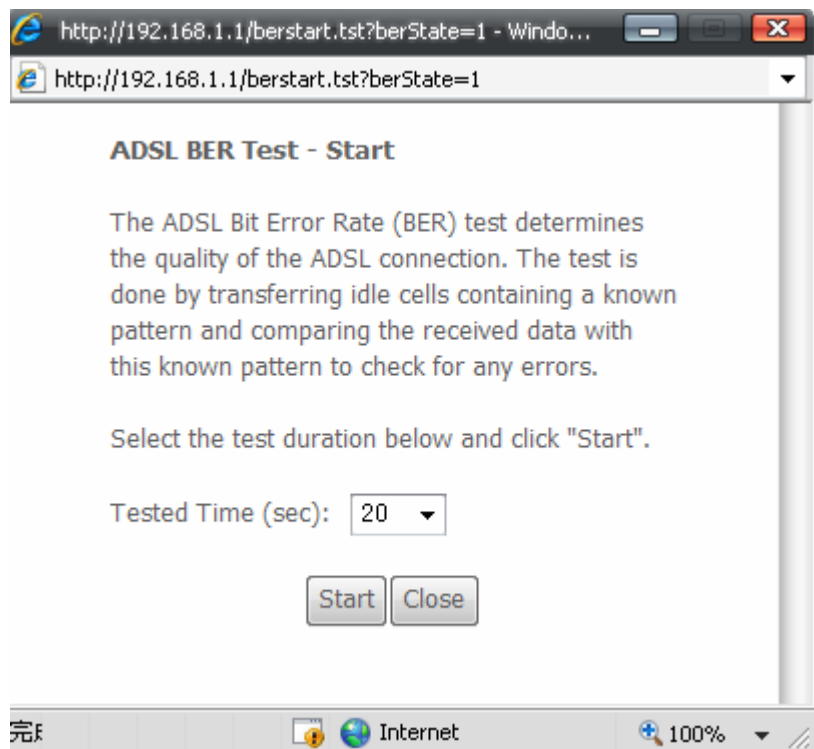 http://192.168.1.1/berstart.tst?berState=1 - Windo...
http://192.168.1.1/berstart.tst?berState=1
ADSL BER Test - Start
The ADSL Bit Error Rate (BER) test determines
the quality of the ADSL connection. The test is
done by transferring idle cells containing a known
pattern and comparing the received data with
this known pattern to check for any errors.
Select the test duration below and click "Start".
Tested Time (sec): 20
Start Close
完 Internet 100%